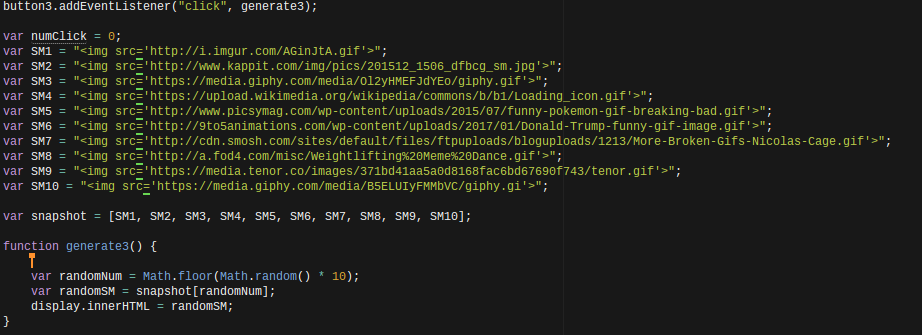 button3.addEventListener("click", generate3);
var numClick = 0;
var SM1 = "<img src='http://i.imgur.com/AGinJtA.gif'>";
var SM2 = "<img src='http://www.kappit.com/img/pics/201512_1506_dfbcg_sm.jpg'>";
var SM3 = "<img src='https://media.giphy.com/media/Ol2yHMEFJdYEo/giphy.gif'>";
var SM4 = "<img src='https://upload.wikimedia.org/wikipedia/commons/b/b1/Loading_icon.gif'>";
var SM5 = "<img src='http://www.picsymag.com/wp-content/uploads/2015/07/funny-pokemon-gif-breaking-bad.gif'>";
var SM6 = "<img src='http://9to5animations.com/wp-content/uploads/2017/01/Donald-Trump-funny-gif-image.gif'>";
var SM7 = "<img src='http://cdn.smosh.com/sites/default/files/ftpuploads/bloguploads/1213/More-Broken-Gifs-Nicolas-Cage.gif'>";
var SM8 = "<img src='http://a.fod4.com/misc/Weightlifting%20Meme%20Dance.gif'>";
var SM9 = "<img src='https://media.tenor.co/images/371bd41aa5a0d8168fac6bd67690f743/tenor.gif'>";
var SM10 = "<img src='https://media.giphy.com/media/B5ELUIyFMMbVC/giphy.gi'>";
var snapshot = [SM1, SM2, SM3, SM4, SM5, SM6, SM7, SM8, SM9, SM10];
function generate3() {
var randomNum = Math.floor(Math.random() * 10);
var randomSM = snapshot[randomNum];
display.innerHTML = randomSM;
}